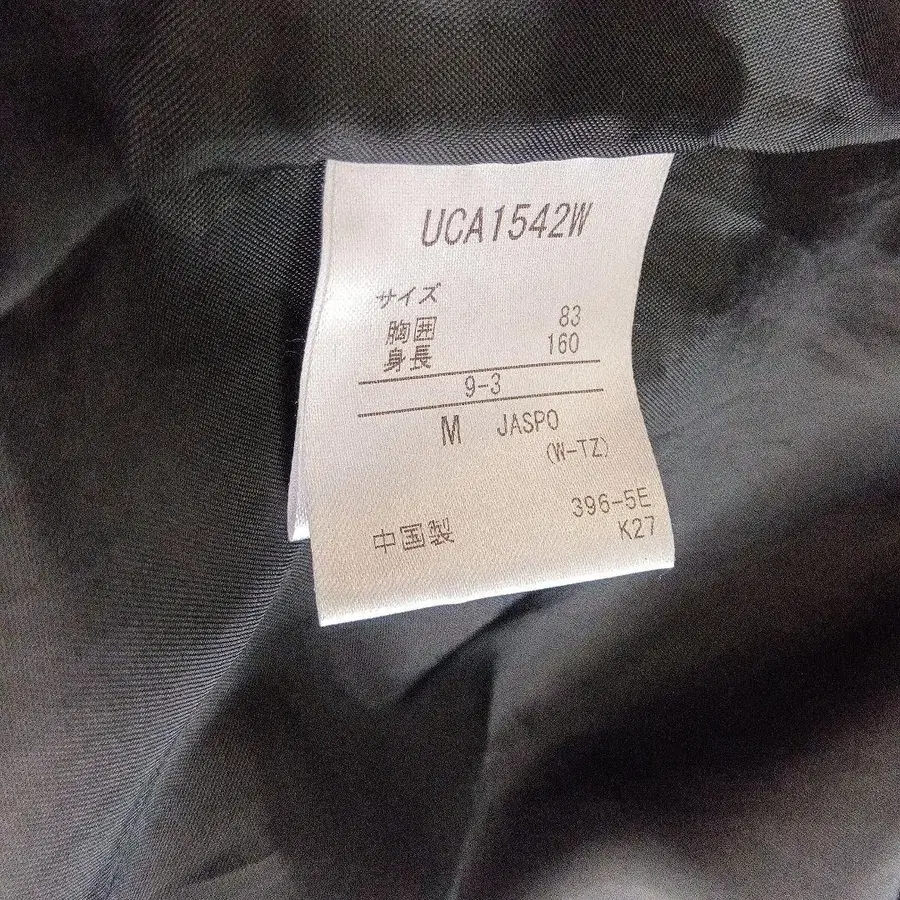 UCA1542W
サイズ
胸囲 83
身長 160
9-3
M JASPO
(W-TZ)
396-5E
中国製 K27